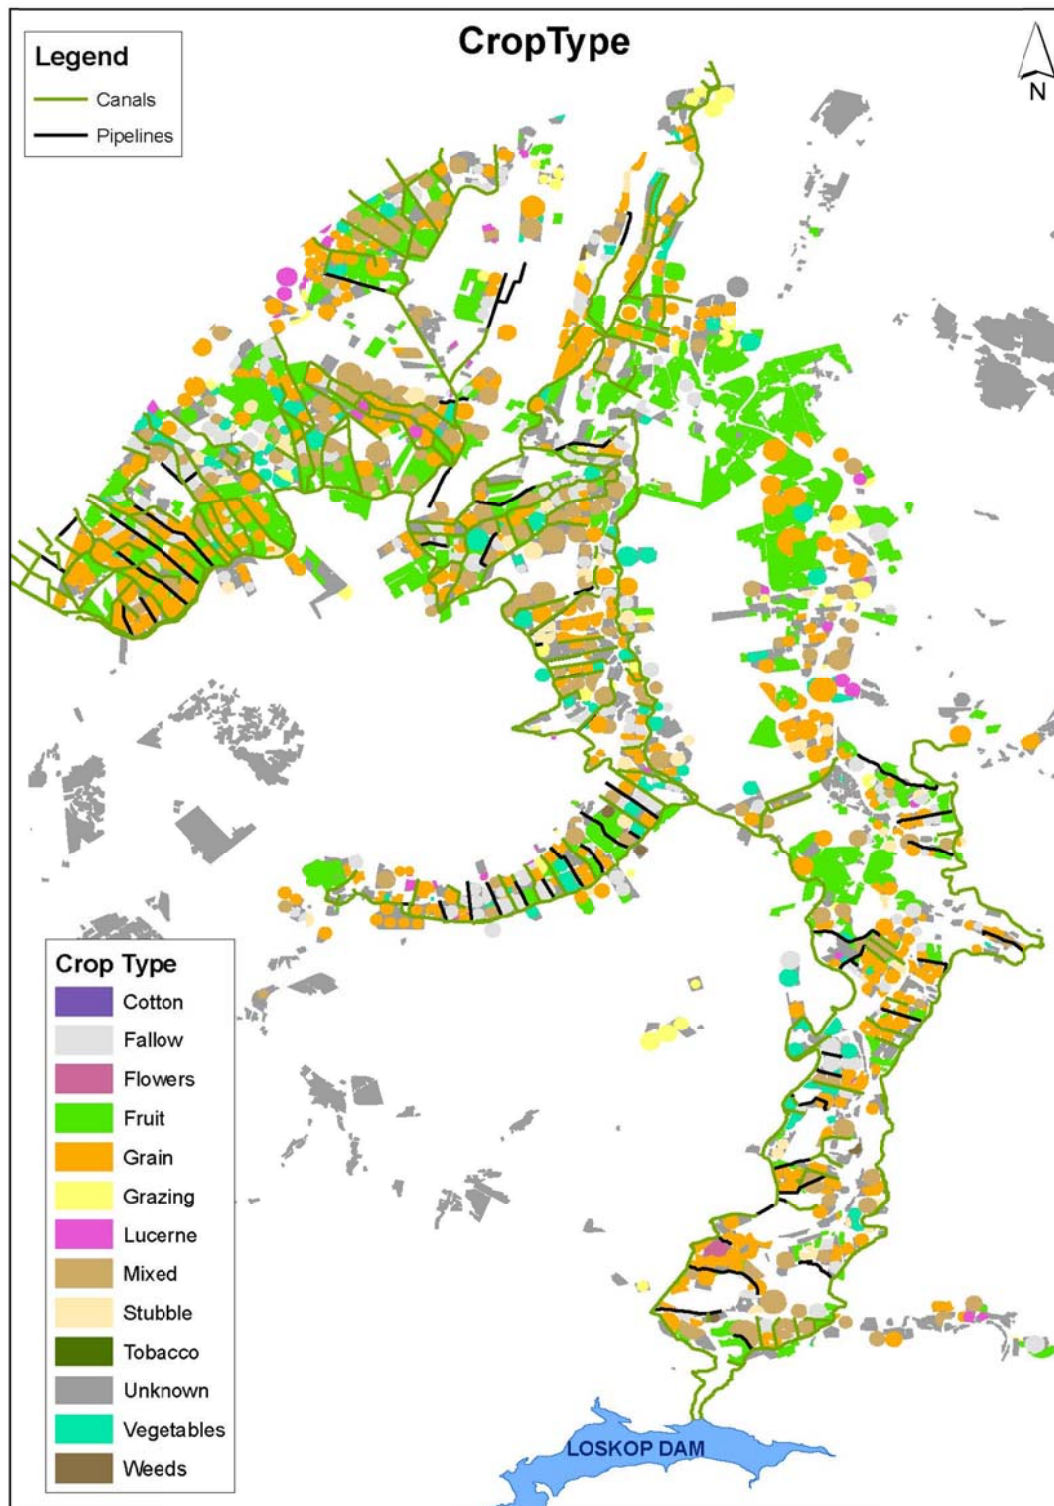 CropType
Legend
Canals
Pipelines
N
Crop Type
Cotton
Fallow
Flowers
Fruit
Grain
Grazing
Lucerne
Mixed
Stubble
Tobacco
Unknown
Vegetables
Weeds
LOSKOP DAM